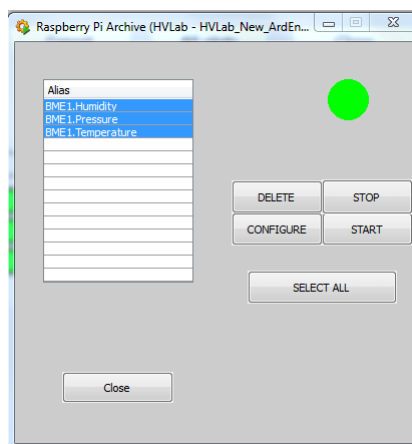 Raspberry Pi Archive (HVLab - HVLab_New_ArdEn...
Alias
BME1.Humidity
BME1.Pressure
BME1.Temperature
DELETE
STOP
CONFIGURE
START
SELECT ALL
Close